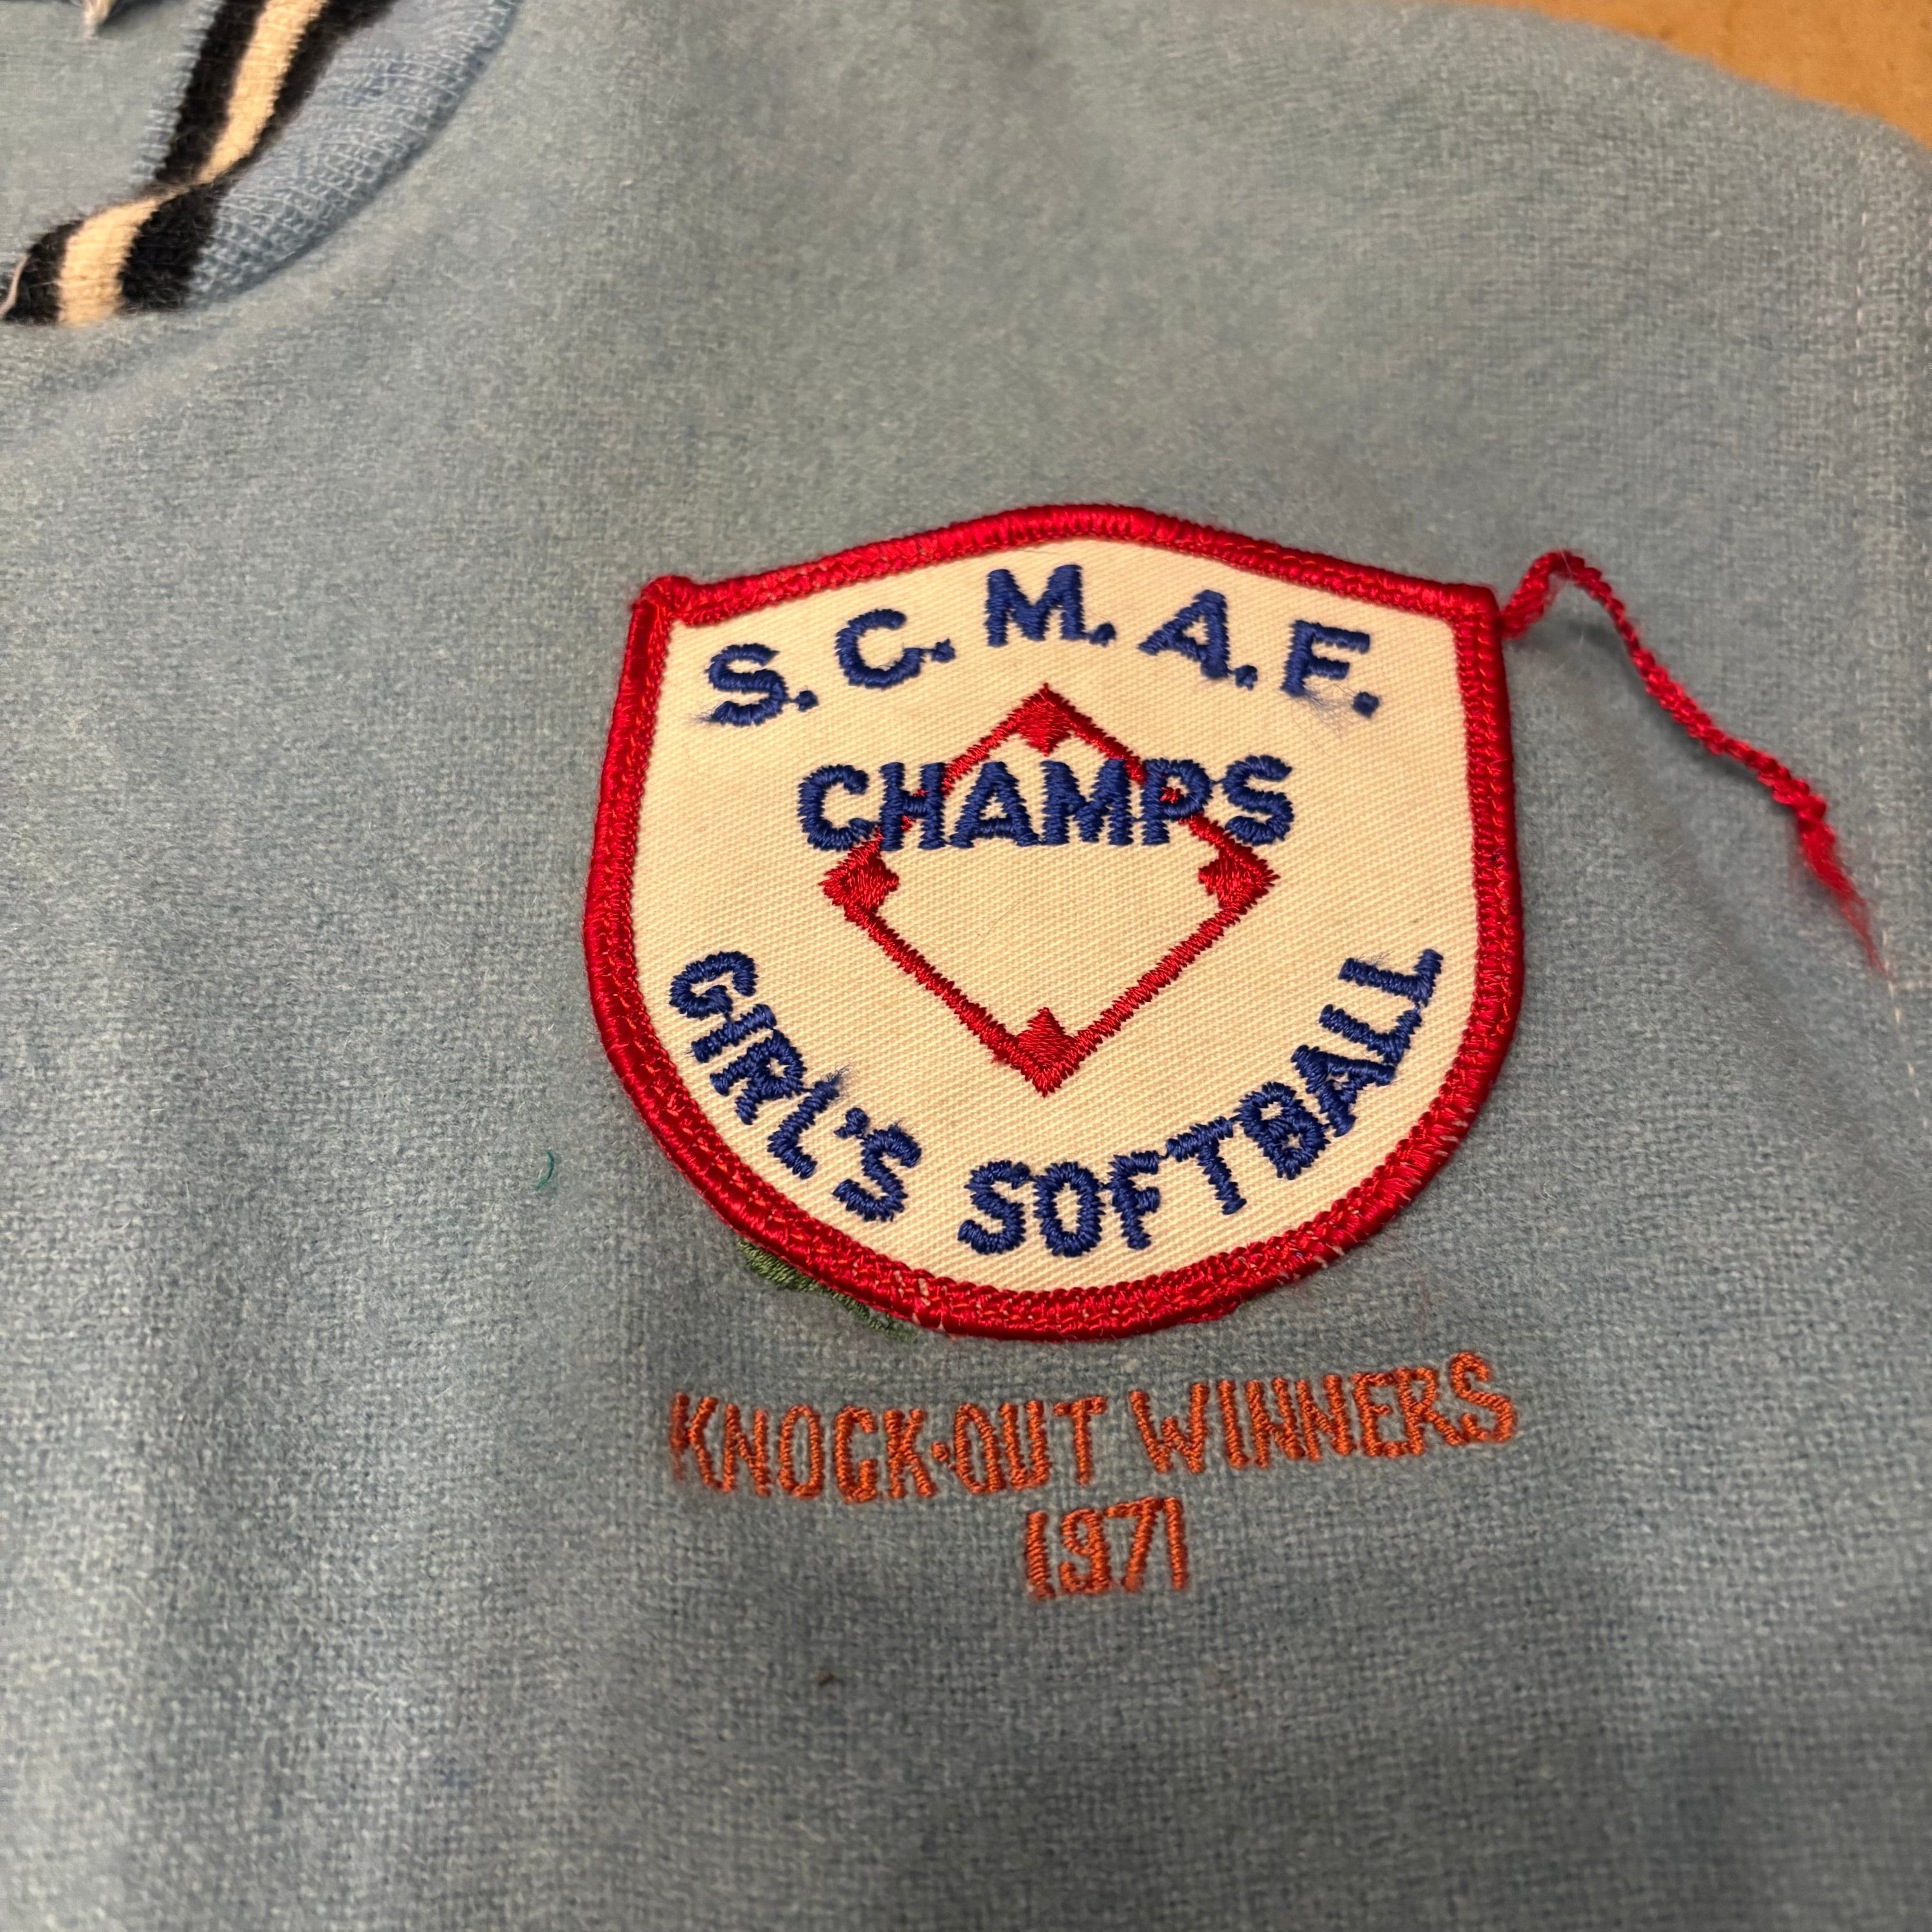 S.C.M.A.F.
CHAMPS
GIRL'S SOFTBALL
KNOCK-OUT WINNERS
1971